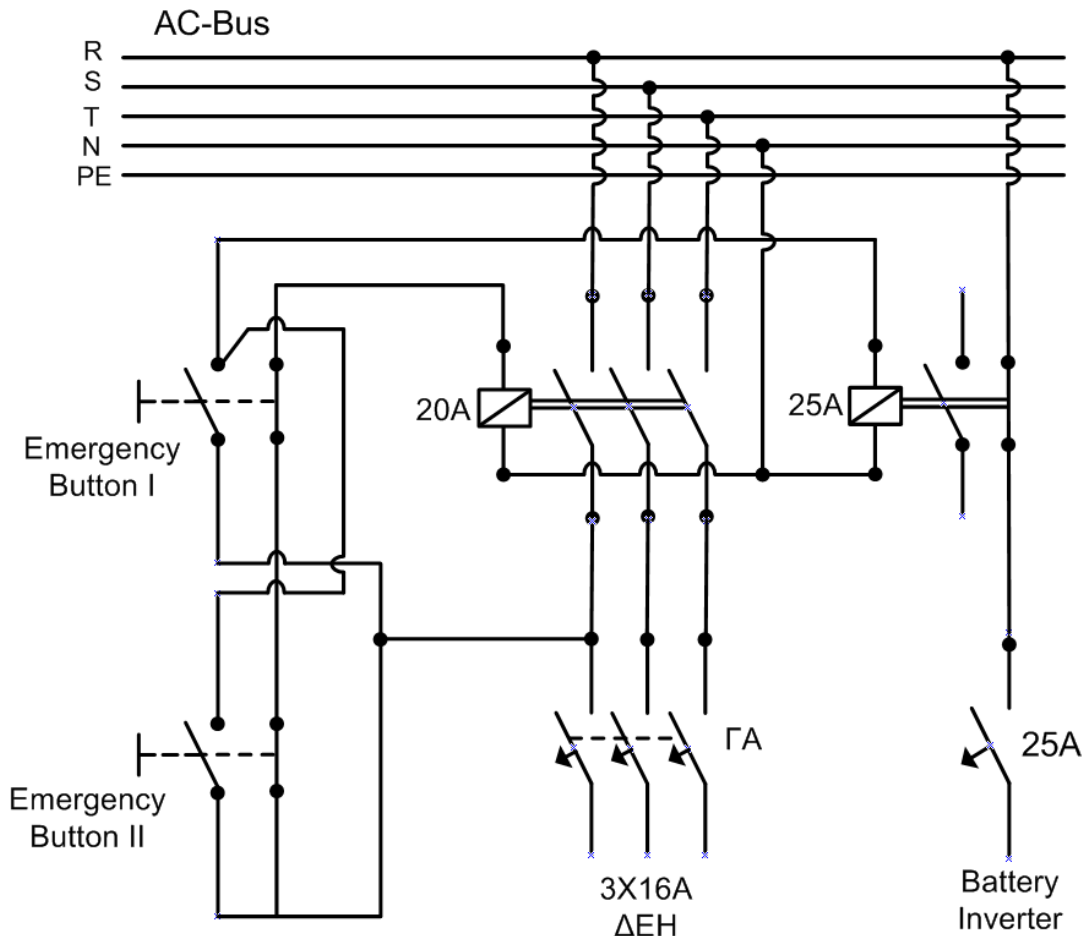 AC-Bus
R
S
T
N
PE
20A
25A
Emergency
Button I
ΓΑ
25A
Emergency
Button II
3X16A
ΔΕΗ
Battery
Inverter